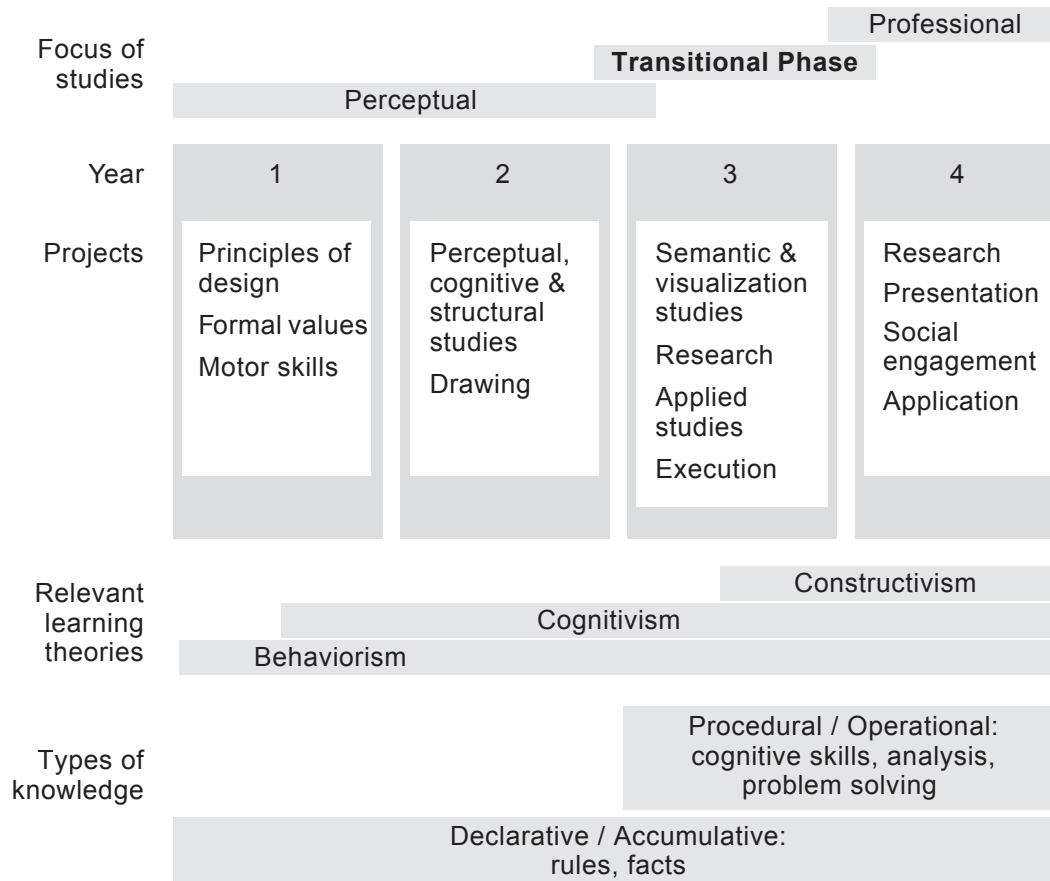 Professional
Focus of
studies
Transitional Phase
Perceptual
Year
1
2
3
4
Projects
Principles of
design
Formal values
Motor skills
Perceptual,
cognitive &
structural
studies
Drawing
Semantic &
visualization
studies
Research
Applied
studies
Execution
Research
Presentation
Social
engagement
Application
Relevant
learning
theories
Constructivism
Cognitivism
Behaviorism
Types of
knowledge
Procedural / Operational:
cognitive skills, analysis,
problem solving
Declarative / Accumulative:
rules, facts